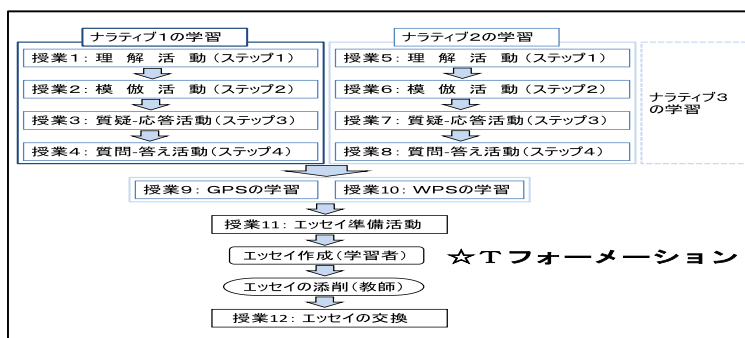 ナラティブ1の学習
授業1: 理 解 活 動(ステップ1)
授業2: 模 倣 活 動(ステップ2)
授業3: 質疑-応答活動(ステップ3)
授業4: 質問-答え活動(ステップ4)
ナラティブ2の学習
授業5: 理 解 活 動(ステップ1)
授業6: 模 倣 活 動(ステップ2)
授業7: 質疑-応答活動(ステップ3)
授業8: 質問-答え活動(ステップ4)
ナラティブ3
の学習
授業9: GPSの学習
授業10: WPSの学習
授業11: エッセイ準備活動
エッセイ作成(学習者)
☆Tフォーメーション
エッセイの添削(教師)
授業12: エッセイの交換